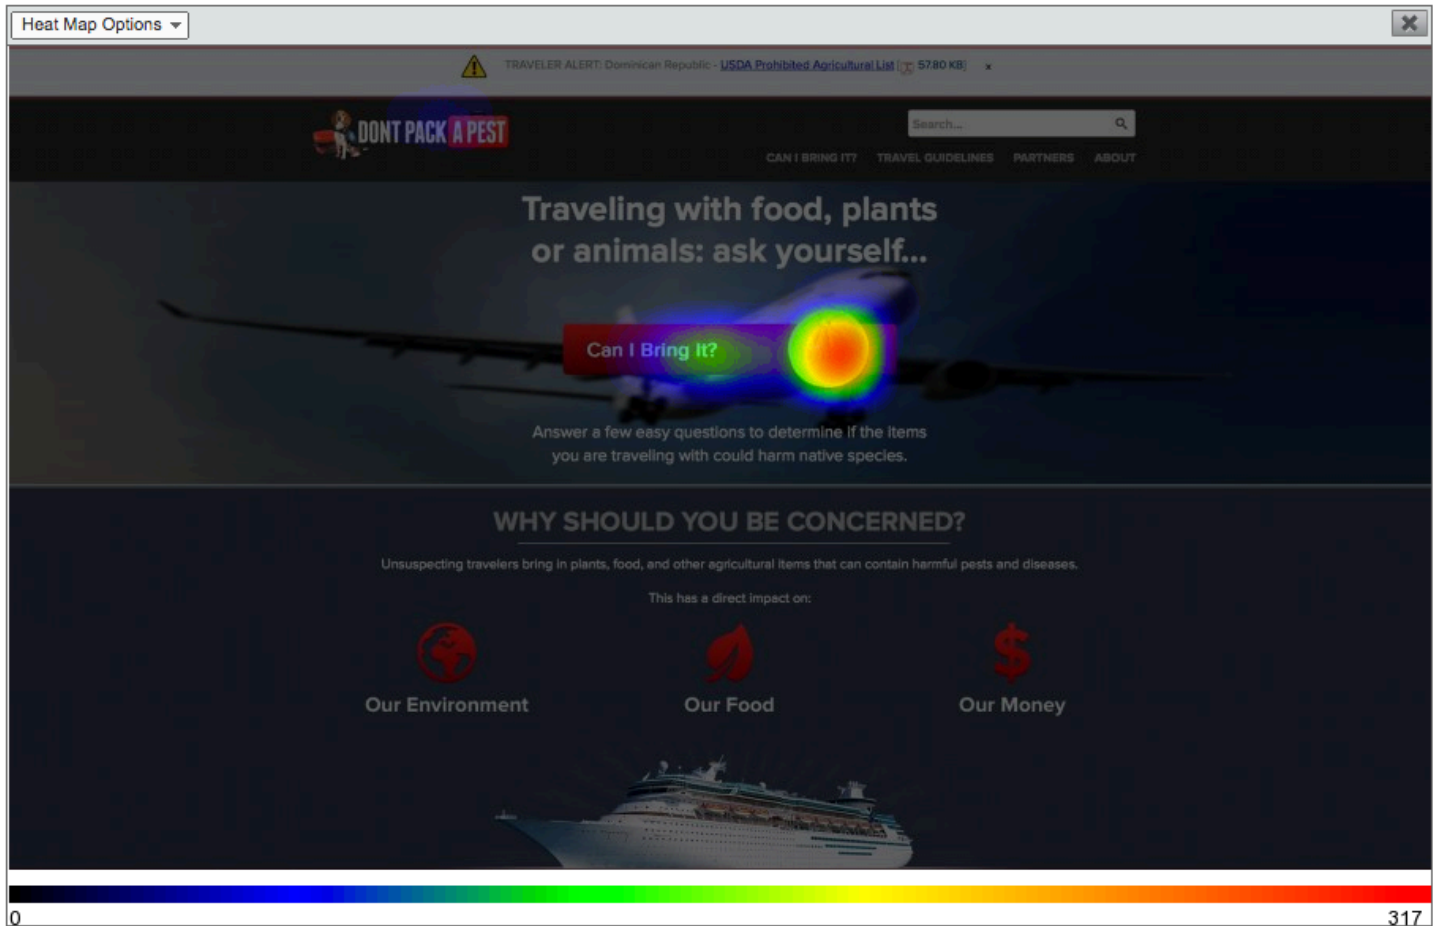 Heat Map Options
TRAVELER ALERT: Dominican Republic - USDA Prohibited Agricultural List [57.80 KB] x
DONT PACK A PEST
Search...
CAN I BRING IT? TRAVEL GUIDELINES PARTNERS ABOUT
Traveling with food, plants
or animals: ask yourself...
Can I Bring It?
Answer a few easy questions to determine if the items
you are traveling with could harm native species.
WHY SHOULD YOU BE CONCERNED?
Unsuspecting travelers bring in plants, food, and other agricultural items that can contain harmful pests and diseases.
This has a direct impact on:
Our Environment Our Food Our Money
0 317